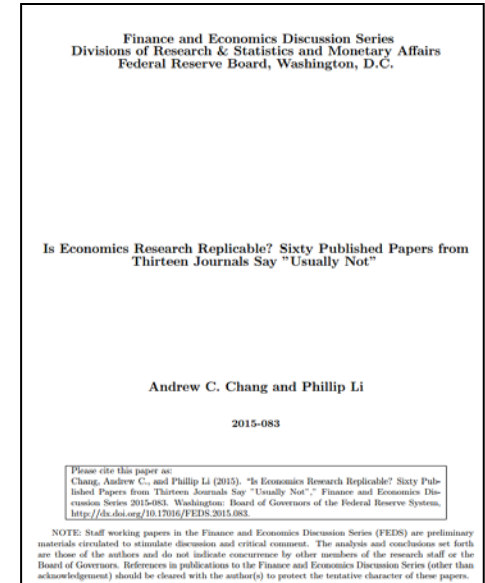 Finance and Economics Discussion Series
Divisions of Research & Statistics and Monetary Affairs
Federal Reserve Board, Washington, D.C.
Is Economics Research Replicable? Sixty Published Papers from
Thirteen Journals Say "Usually Not"
Andrew C. Chang and Phillip Li
2015-083
Please cite this paper as:
Chang, Andrew C., and Phillip Li (2015). "Is Economics Research Replicable? Sixty Pub-
lished Papers from Thirteen Journals Say "Usually Not"," Finance and Economics Dis-
cussion Series 2015-083. Washington: Board of Governors of the Federal Reserve System,
http://dx.doi.org/10.17016/FEDS.2015.083.
NOTE: Staff working papers in the Finance and Economics Discussion Series (FEDS) are preliminary
materials circulated to stimulate discussion and critical comment. The analysis and conclusions set forth
are those of the authors and do not indicate concurrence by other members of the research staff or the
Board of Governors. References in publications to the Finance and Economics Discussion Series (other than
acknowledgement) should be cleared with the author(s) to protect the tentative character of these papers.